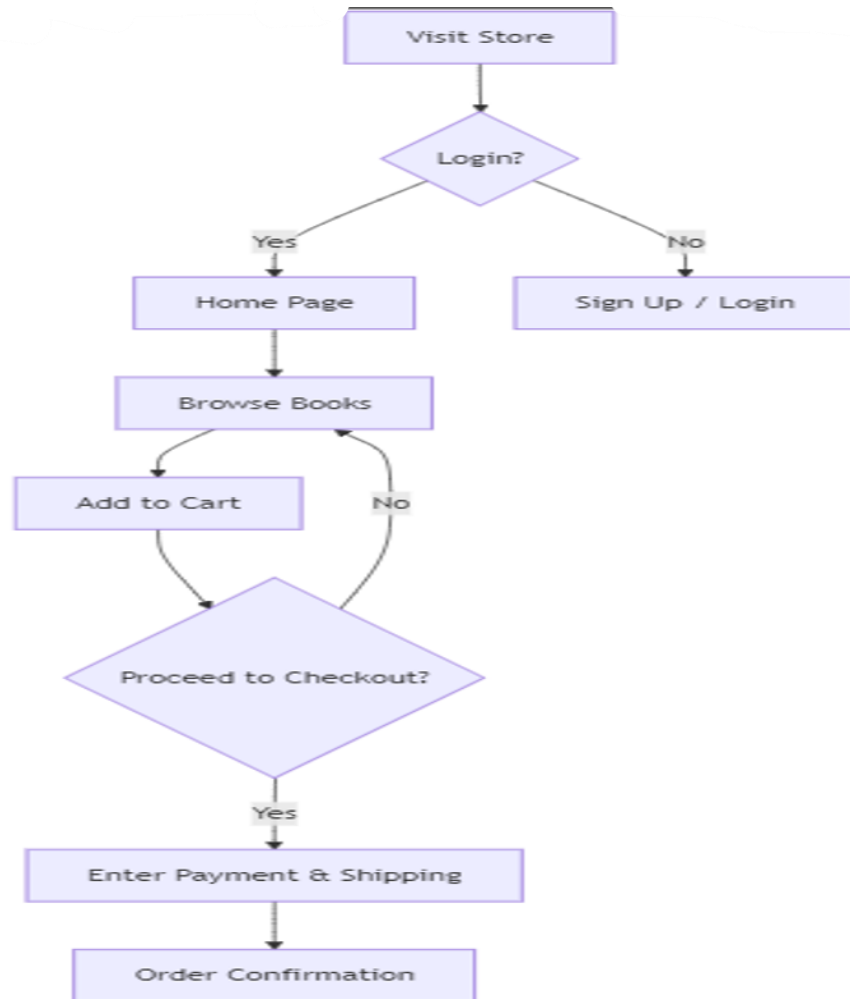 Visit Store
Login?
Yes
No
Home Page
Sign Up / Login
Browse Books
Add to Cart
No
Proceed to Checkout?
Yes
Enter Payment & Shipping
Order Confirmation